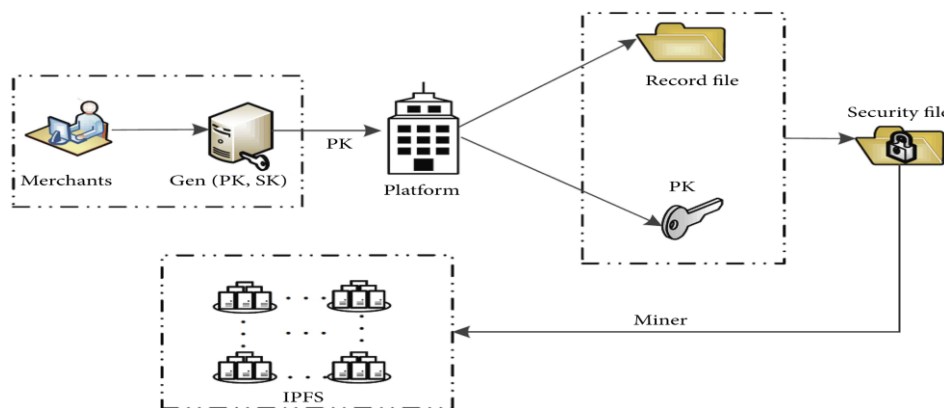 Record file
Security file
PK
Merchants
Gen (PK, SK)
Platform
PK
Miner
IPFS